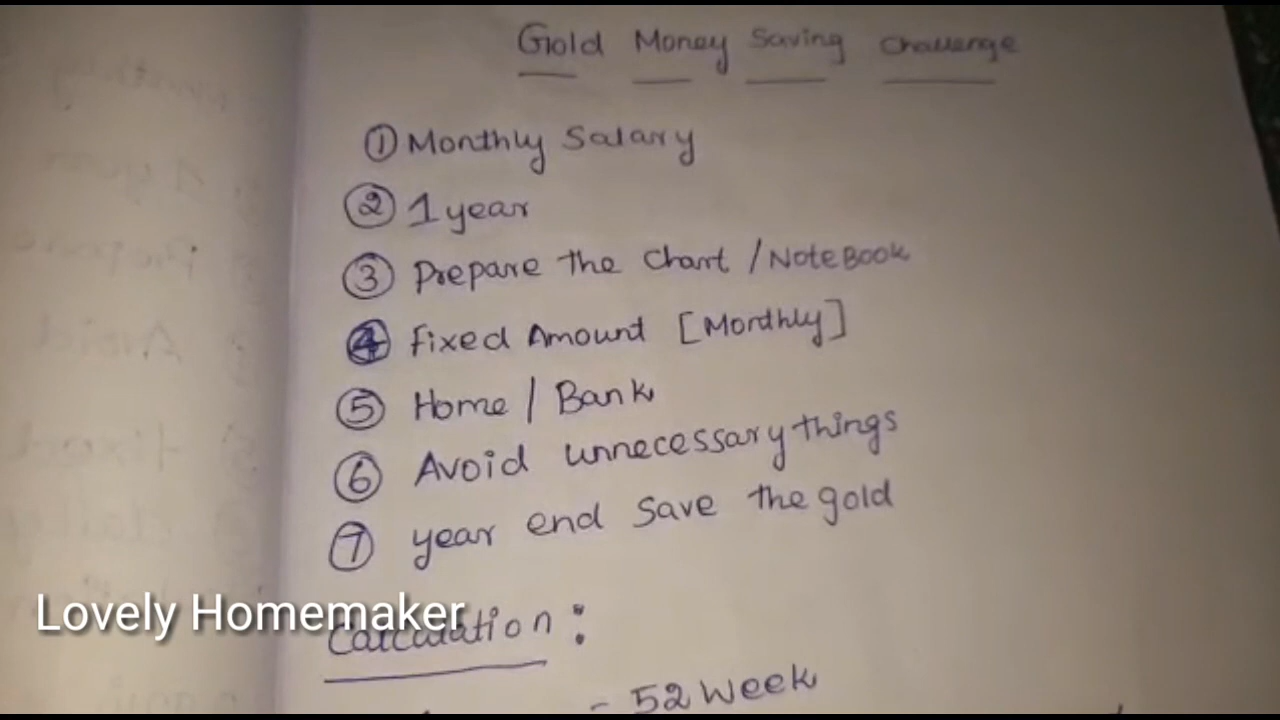 Gold Money Saving Challenge
① Monthly Salary
② 1 year
③ Prepare the Chart / NoteBook
④ Fixed Amount [Monthly]
⑤ Home / Bank
⑥ Avoid unnecessary things
⑦ year end save the gold
Lovely Homemaker
Calculation :
- 52 Week